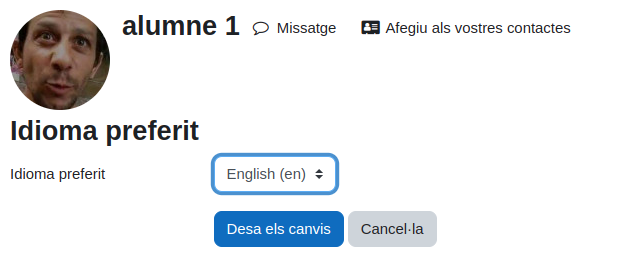 alumne 1 Missatge Afegiu als vostres contactes
Idioma preferit
Idioma preferit English (en)
Desa els canvis Cancel·la